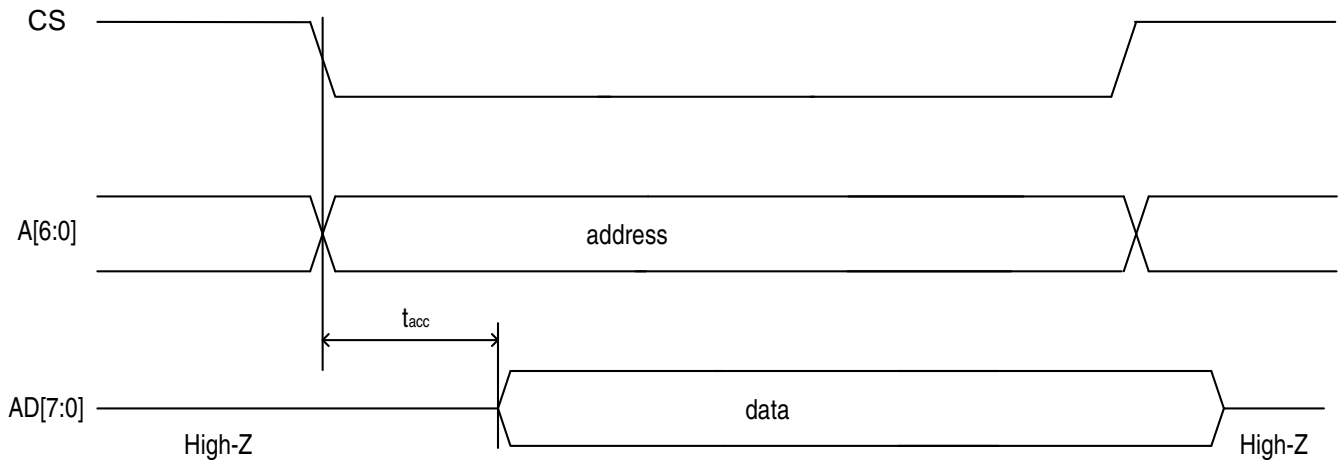 CS
A[6:0]
address
tacc
AD[7:0]
data
High-Z
High-Z